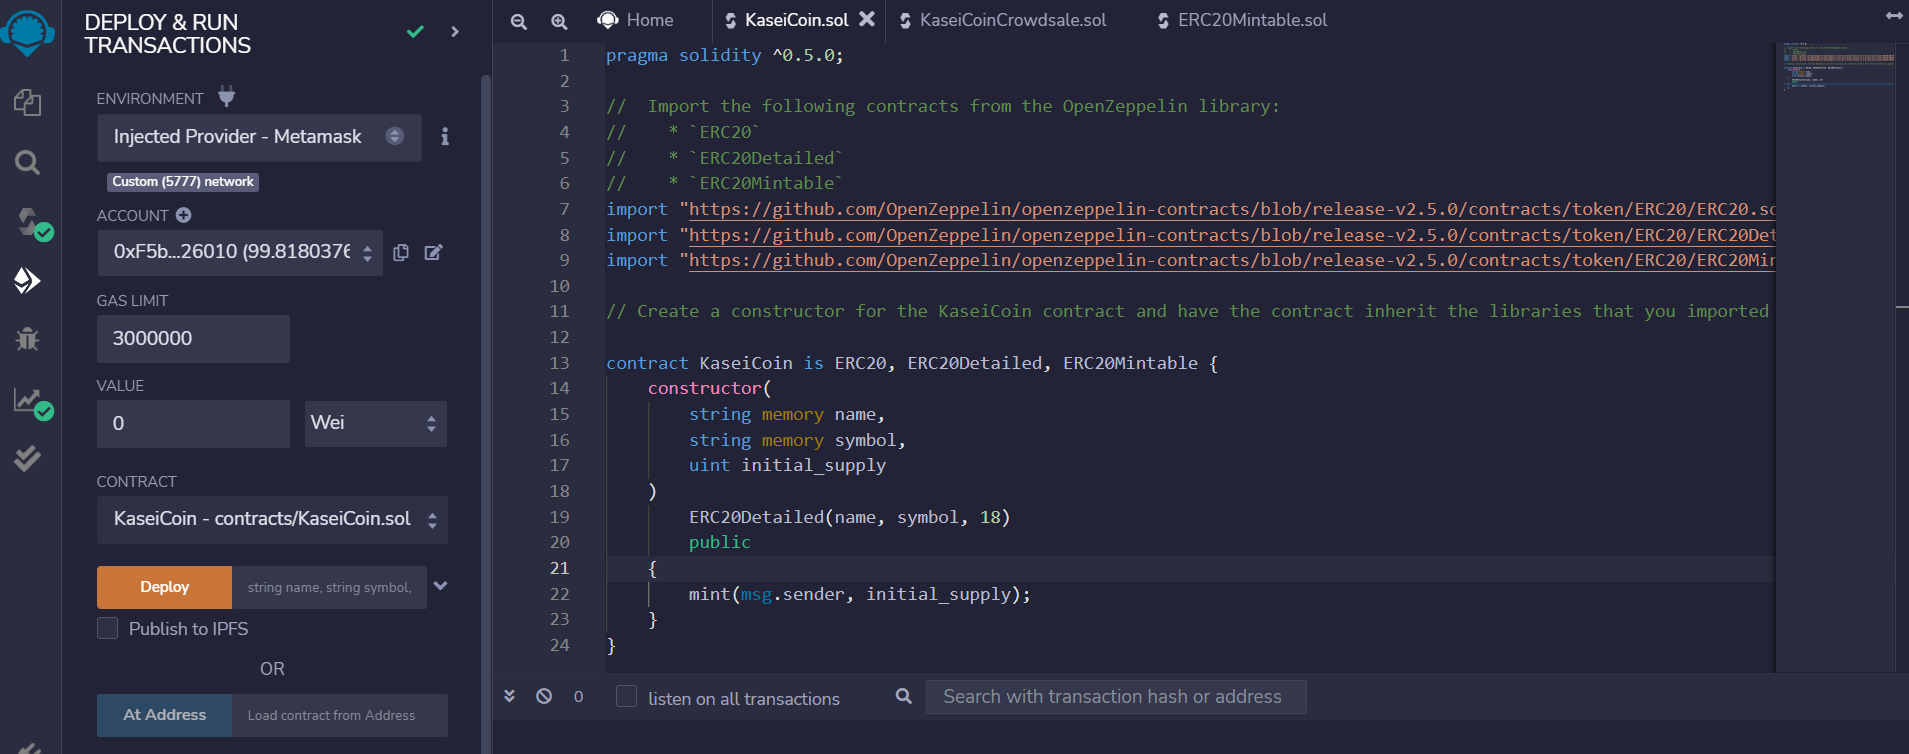 DEPLOY & RUN
TRANSACTIONS
ENVIRONMENT
Injected Provider - Metamask
Custom (5777) network
ACCOUNT
0xF5b...26010 (99.8180376
GAS LIMIT
3000000
VALUE
0
Wei
CONTRACT
KaseiCoin - contracts/KaseiCoin.sol
Deploy
string name, string symbol,
Publish to IPFS
OR
At Address
Load contract from Address
Home
KaseiCoin.sol
KaseiCoinCrowdsale.sol
ERC20Mintable.sol
1 pragma solidity ^0.5.0;
2
3 //  Import the following contracts from the OpenZeppelin library:
4 //    * `ERC20`
5 //    * `ERC20Detailed`
6 //    * `ERC20Mintable`
7 import "https://github.com/OpenZeppelin/openzeppelin-contracts/blob/release-v2.5.0/contracts/token/ERC20/ERC20.so
8 import "https://github.com/OpenZeppelin/openzeppelin-contracts/blob/release-v2.5.0/contracts/token/ERC20/ERC20Det
9 import "https://github.com/OpenZeppelin/openzeppelin-contracts/blob/release-v2.5.0/contracts/token/ERC20/ERC20Min
10
11 // Create a constructor for the KaseiCoin contract and have the contract inherit the libraries that you imported
12
13 contract KaseiCoin is ERC20, ERC20Detailed, ERC20Mintable {
14     constructor(
15         string memory name,
16         string memory symbol,
17         uint initial_supply
18     )
19         ERC20Detailed(name, symbol, 18)
20         public
21     {
22         mint(msg.sender, initial_supply);
23     }
24 }
0
listen on all transactions
Search with transaction hash or address